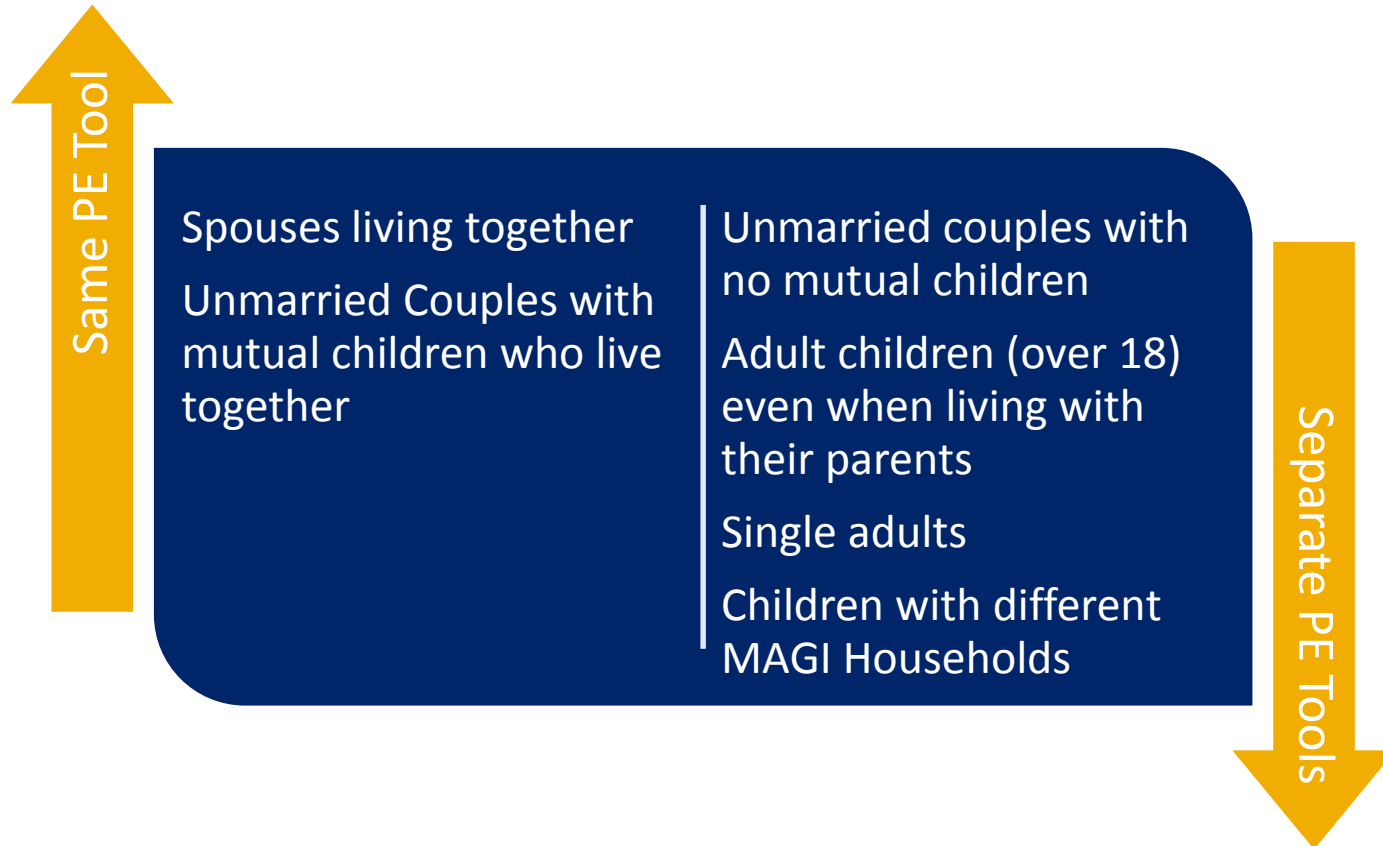 Same PE Tool
Spouses living together
Unmarried Couples with
mutual children who live
together
Unmarried couples with
no mutual children
Adult children (over 18)
even when living with
their parents
Single adults
Children with different
MAGI Households
Separate PE Tools